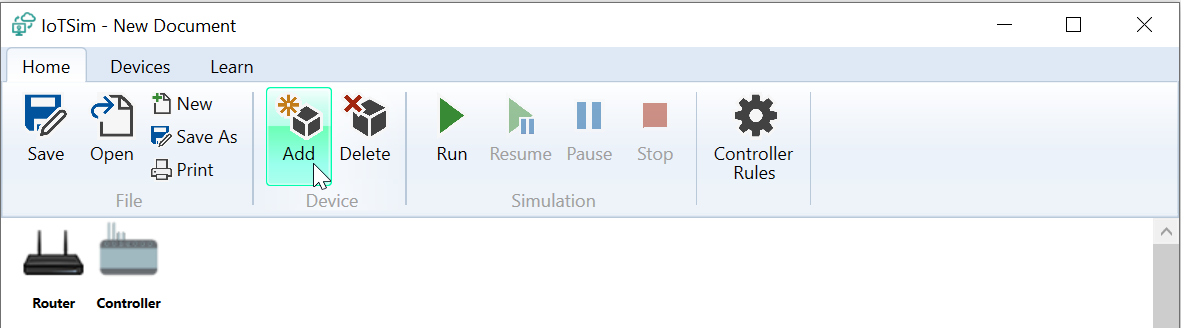 IoTSim - New Document
Home Devices Learn
Save Open New Save As Print Add Delete Run Resume Pause Stop Controller Rules
File Device Simulation
Router Controller